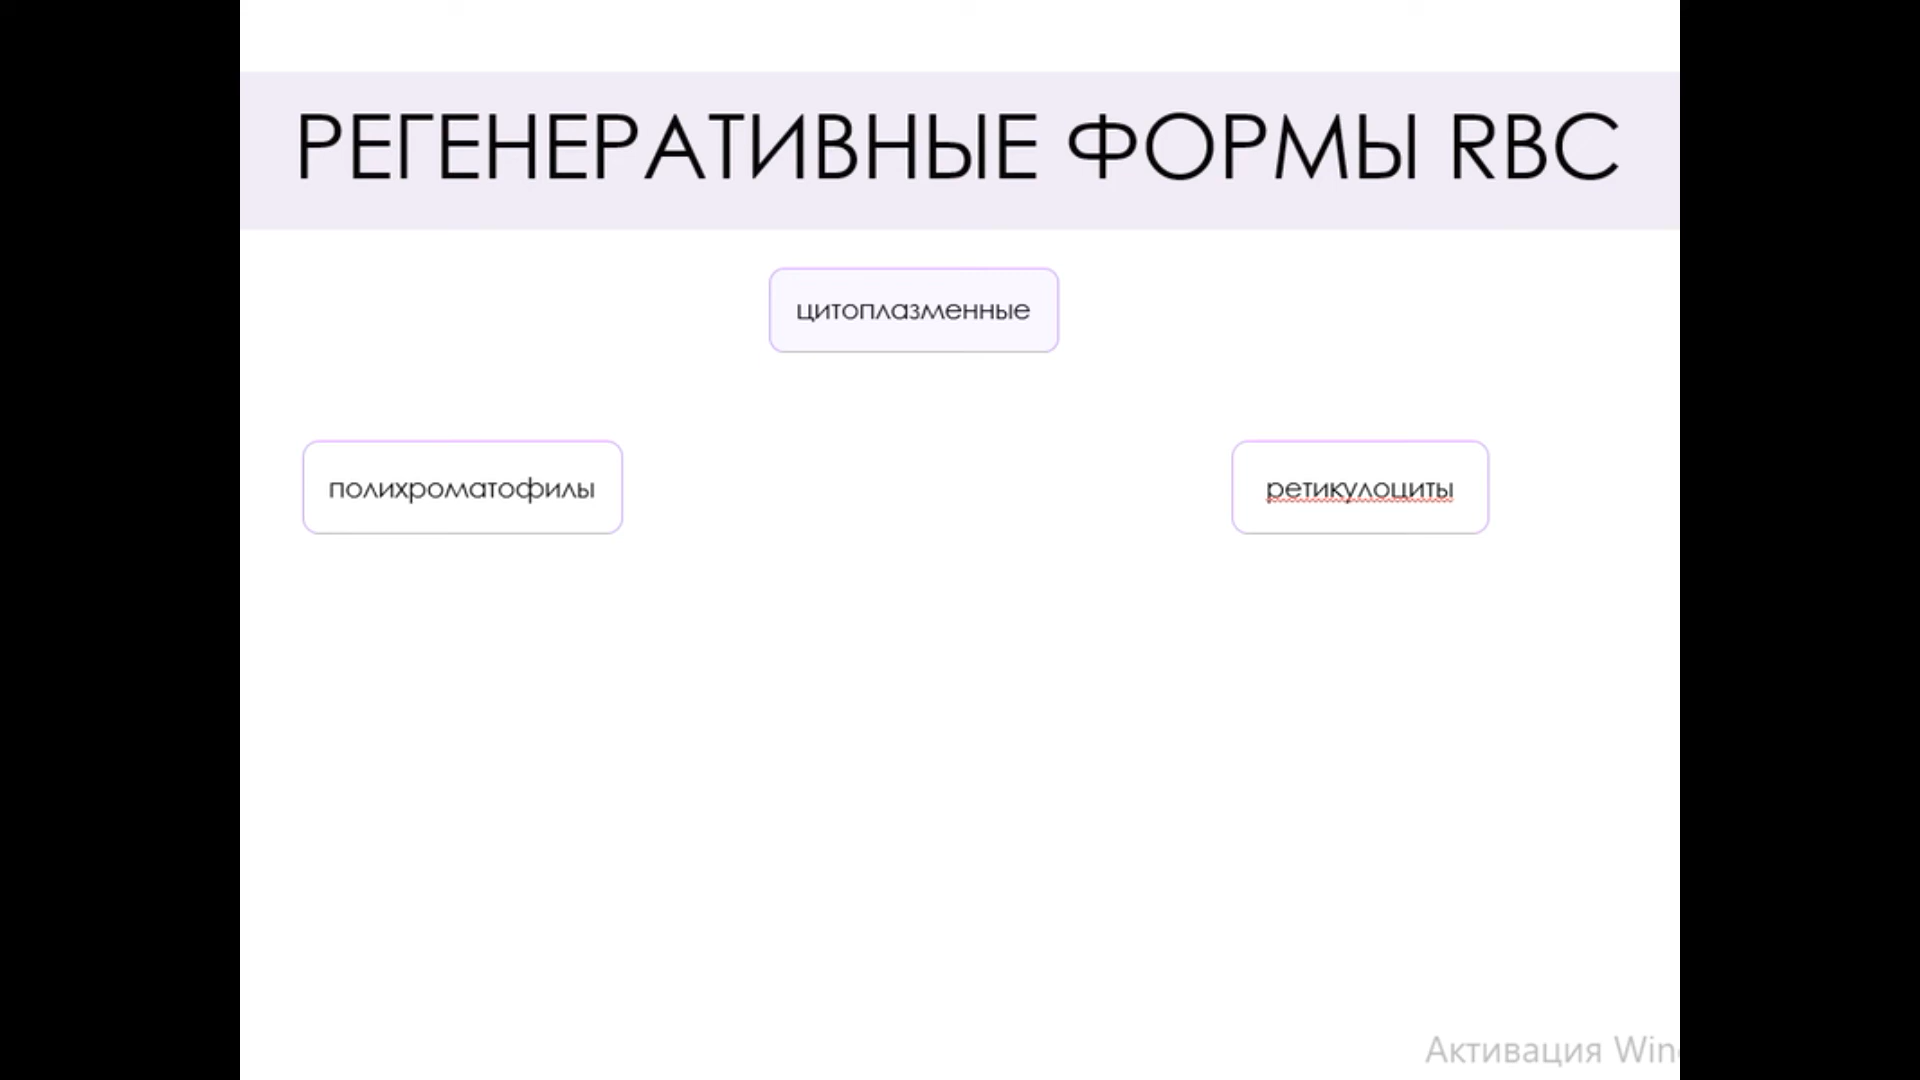 РЕГЕНЕРАТИВНЫЕ ФОРМЫ RBC
цитоплазменные
полихроматофилы
ретикулоциты
Активация Win